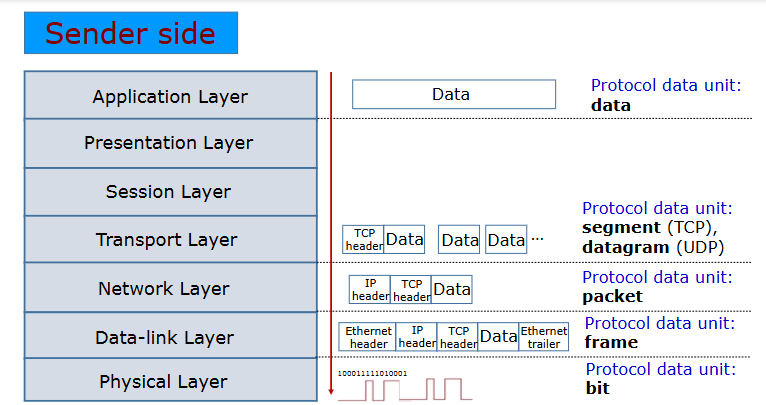 Sender side
Application Layer
Data
Protocol data unit:
data
Presentation Layer
Session Layer
Transport Layer
TCP
header
Data
Data
Data
...
Protocol data unit:
segment (TCP),
datagram (UDP)
Network Layer
IP
header
TCP
header
Data
Protocol data unit:
packet
Data-link Layer
Ethernet
header
IP
header
TCP
header
Data
Ethernet
trailer
Protocol data unit:
frame
Physical Layer
100011111010001
Protocol data unit:
bit